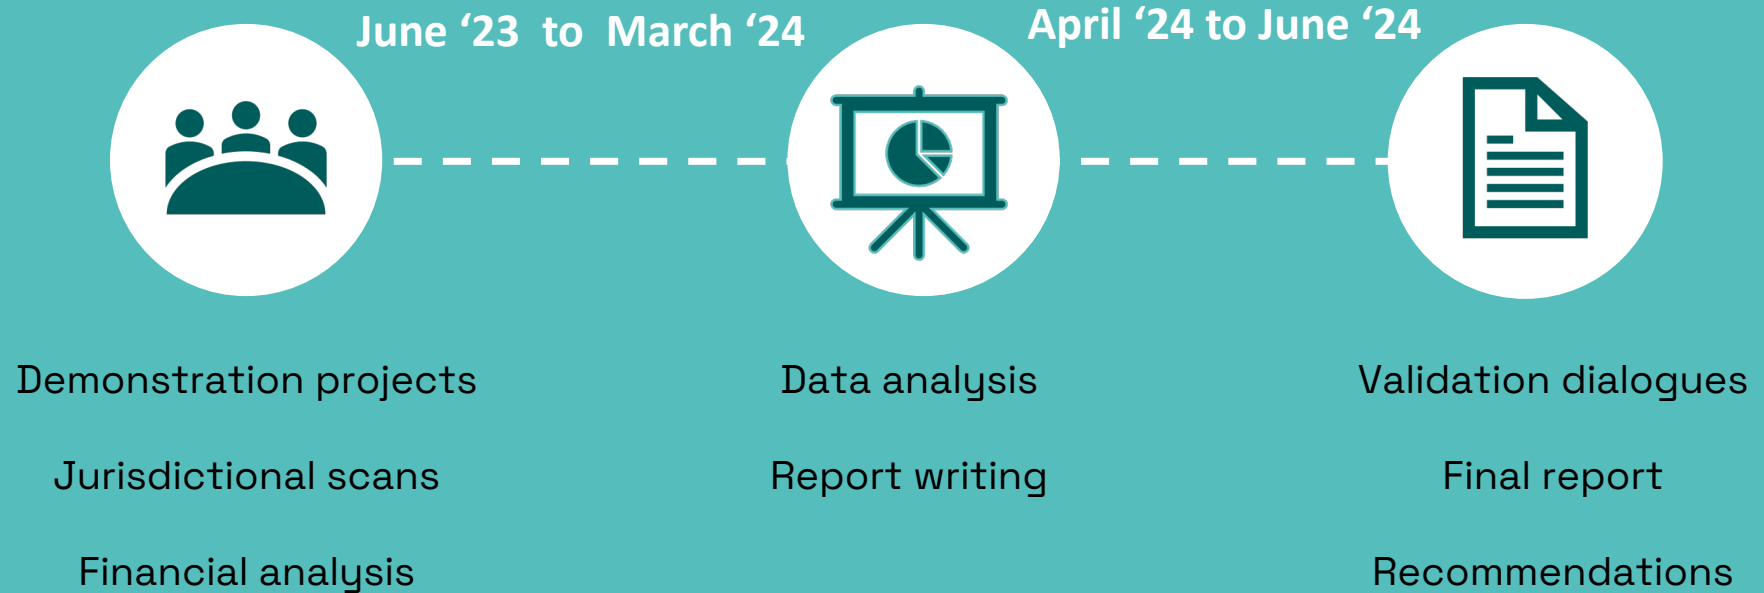 June ‘23 to March ‘24
April ‘24 to June ‘24
Demonstration projects
Jurisdictional scans
Financial analysis
Data analysis
Report writing
Validation dialogues
Final report
Recommendations